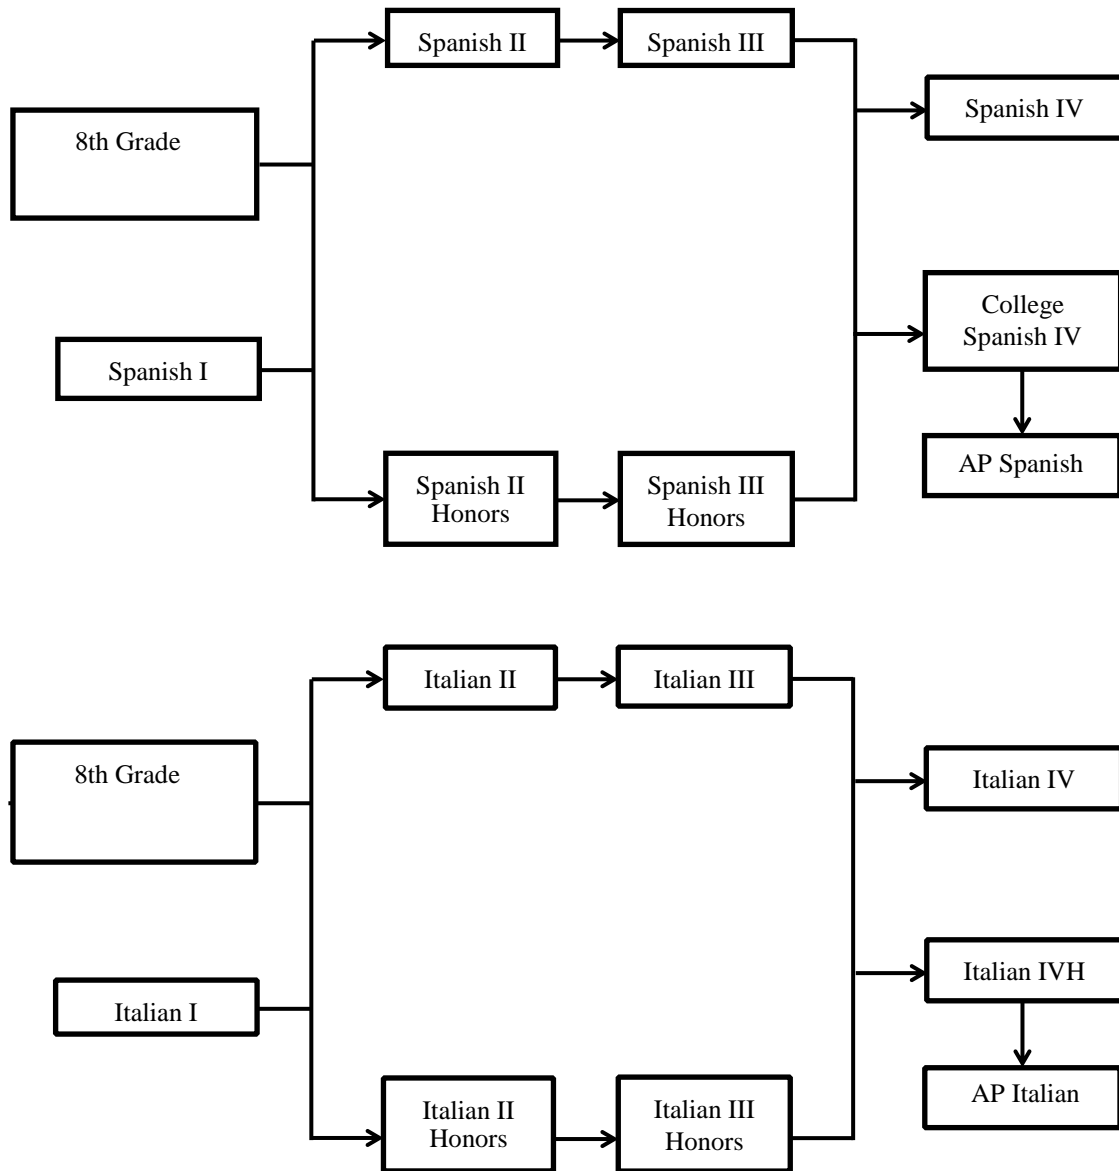 Spanish II
Spanish III
8th Grade
Spanish IV
College
Spanish IV
Spanish I
AP Spanish
Spanish II
Honors
Spanish III
Honors
Italian II
Italian III
8th Grade
Italian IV
Italian IVH
Italian I
AP Italian
Italian II
Honors
Italian III
Honors